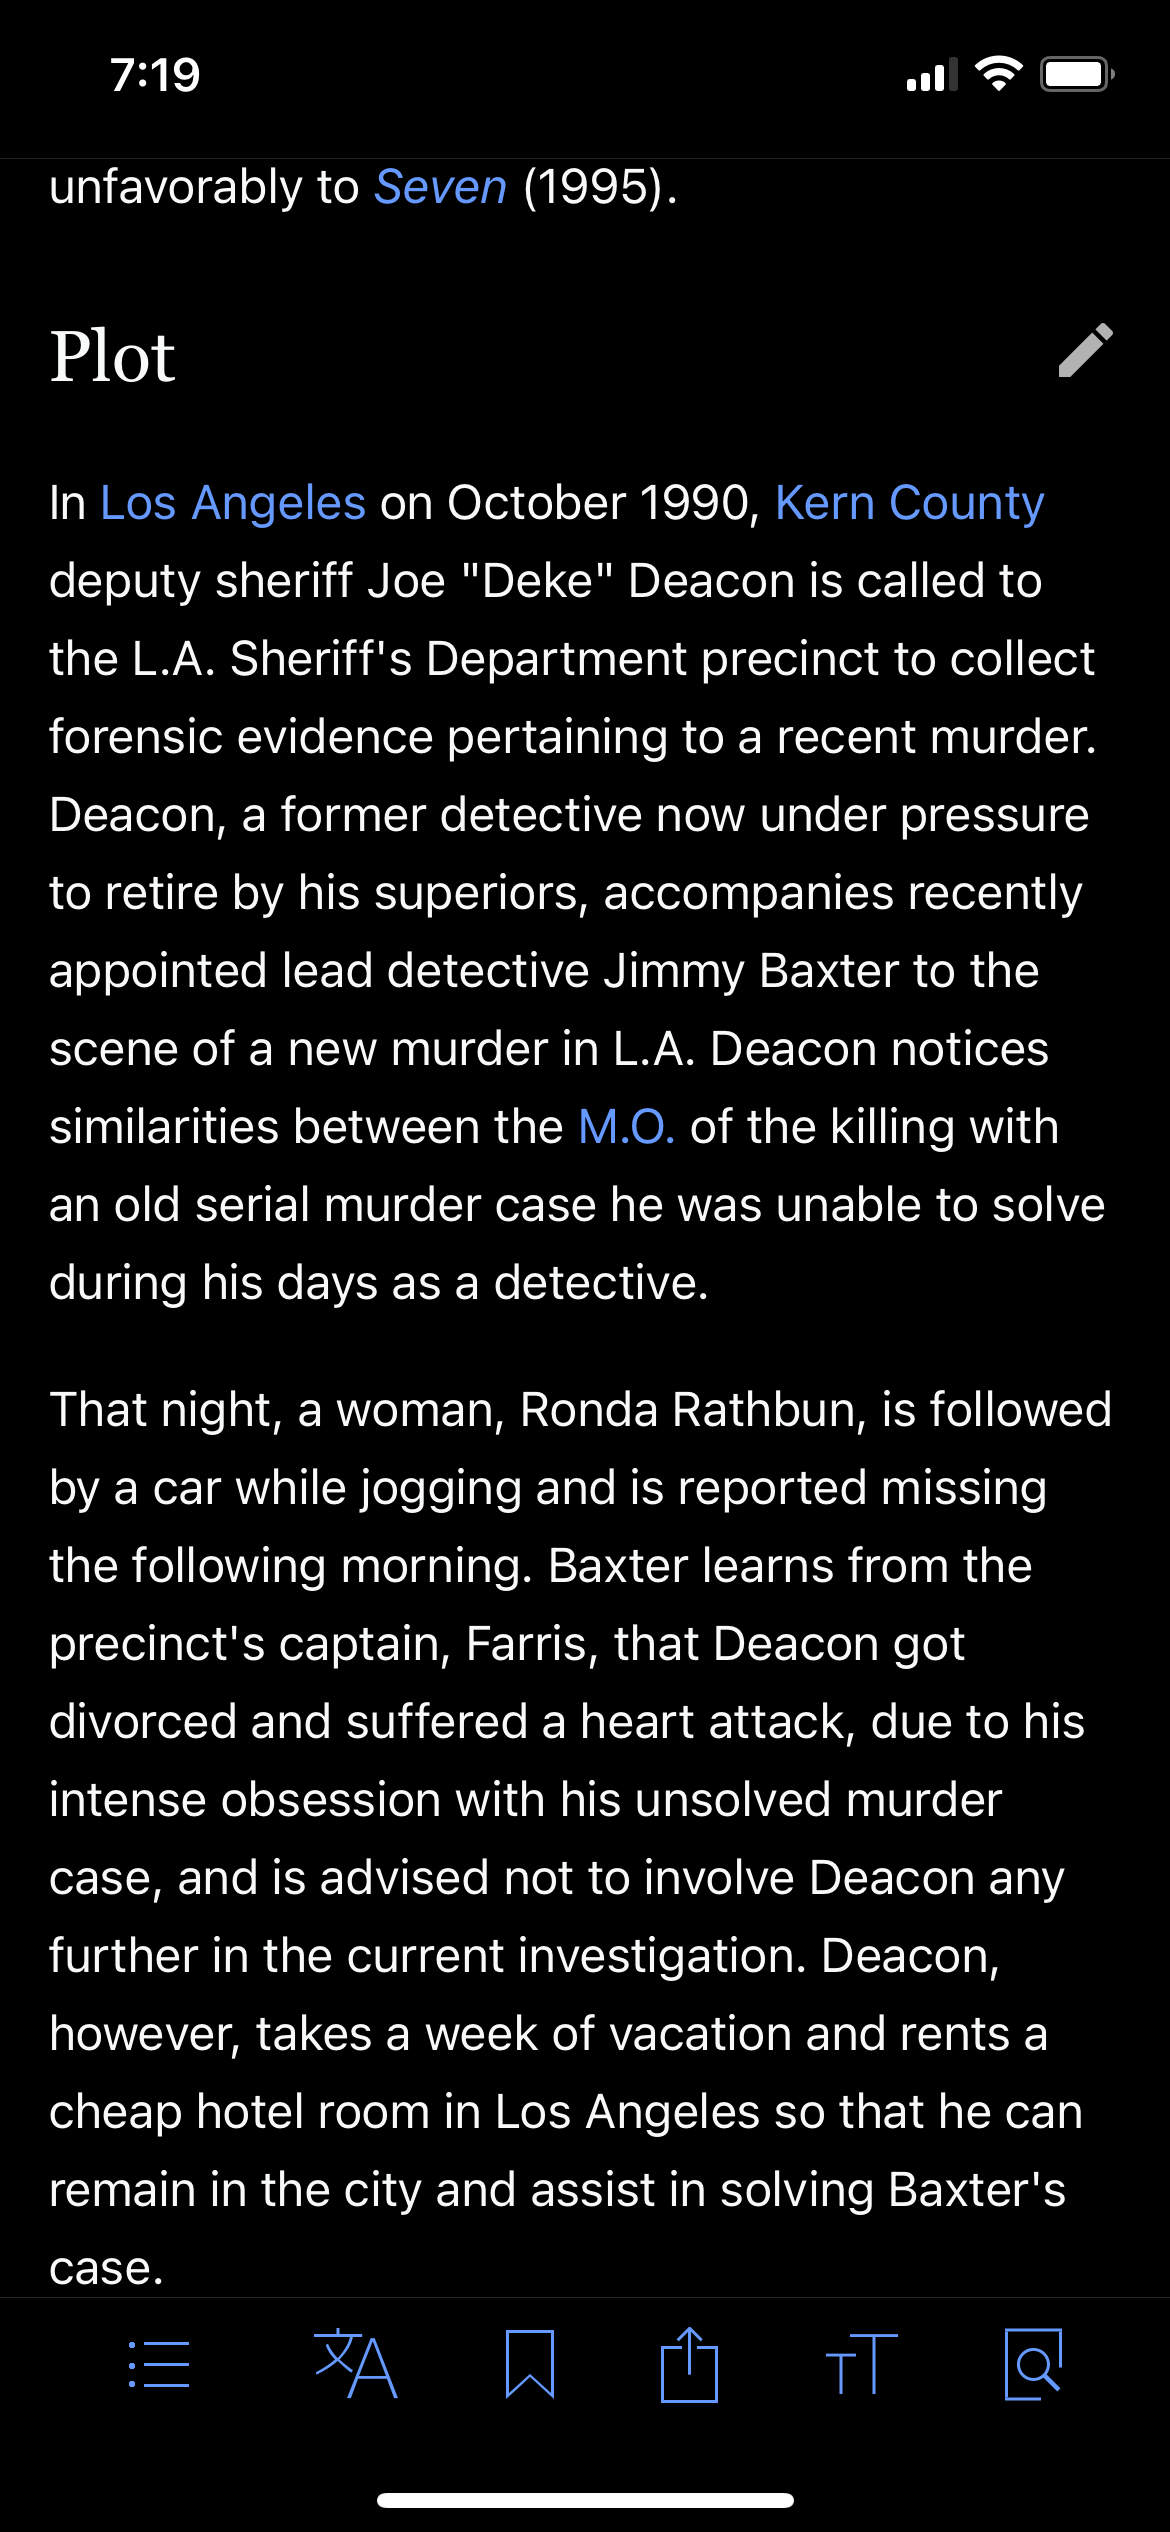 7:19
unfavorably to Seven (1995).
Plot
In Los Angeles on October 1990, Kern County
deputy sheriff Joe "Deke" Deacon is called to
the L.A. Sheriff's Department precinct to collect
forensic evidence pertaining to a recent murder.
Deacon, a former detective now under pressure
to retire by his superiors, accompanies recently
appointed lead detective Jimmy Baxter to the
scene of a new murder in L.A. Deacon notices
similarities between the M.O. of the killing with
an old serial murder case he was unable to solve
during his days as a detective.
That night, a woman, Ronda Rathbun, is followed
by a car while jogging and is reported missing
the following morning. Baxter learns from the
precinct's captain, Farris, that Deacon got
divorced and suffered a heart attack, due to his
intense obsession with his unsolved murder
case, and is advised not to involve Deacon any
further in the current investigation. Deacon,
however, takes a week of vacation and rents a
cheap hotel room in Los Angeles so that he can
remain in the city and assist in solving Baxter's
case.
文A TT